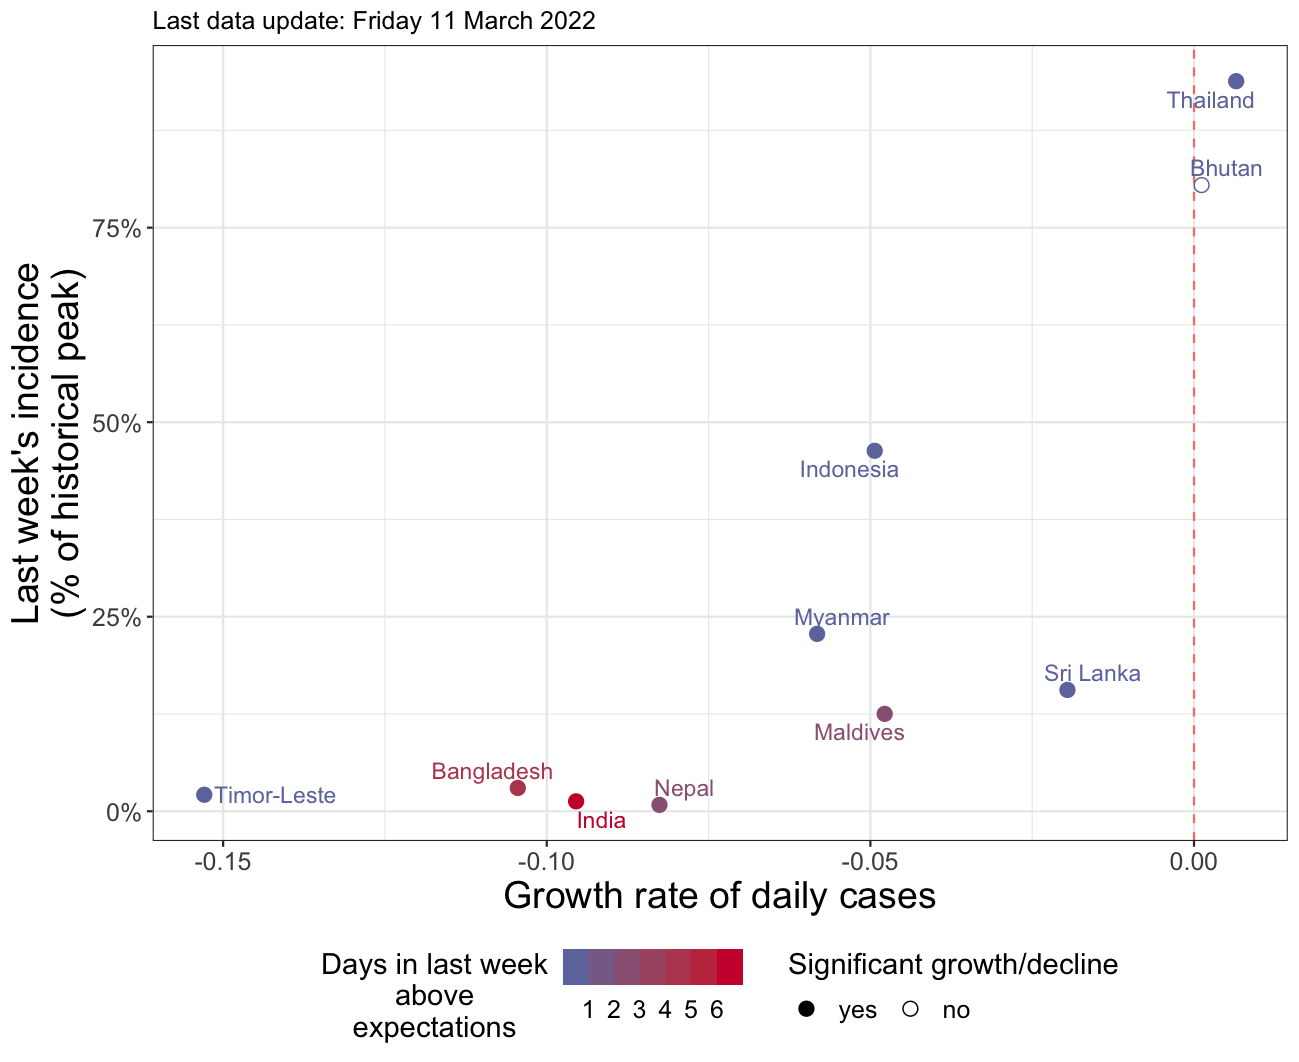 Last data update: Friday 11 March 2022
Thailand
Bhutan
75%
Last week's incidence
(% of historical peak)
50%
Indonesia
25%
Myanmar
Sri Lanka
Maldives
Bangladesh
Nepal
Timor-Leste
India
0%
-0.15 -0.10 -0.05 0.00
Growth rate of daily cases
Days in last week
above
expectations
1 2 3 4 5 6
Significant growth/decline
yes no